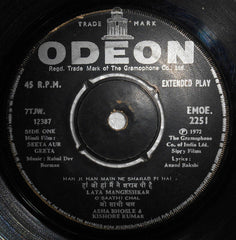 TRADE MARK
ODEON
Regd. Trade Mark of The Gramophone Co., Ltd.
45 R.P.M. EXTENDED PLAY
7TJW. 12387
EMOE. 2251
SIDE ONE
Hindi Film:
SEETA AUR
GEETA
Music: Rahul Dev
Burman
℗ 1972
The Gramophone
Co. of India Ltd.
Sippy Films
Lyrics:
Anand Bakshi
HAN JI HAN MAIN NE SHARAB PI HAI
हां जी हां मैं ने शराब पी है
LATA MANGESHKAR
O SAATHI CHAL
ओ साथी चल
ASHA BHOSLE &
KISHORE KUMAR